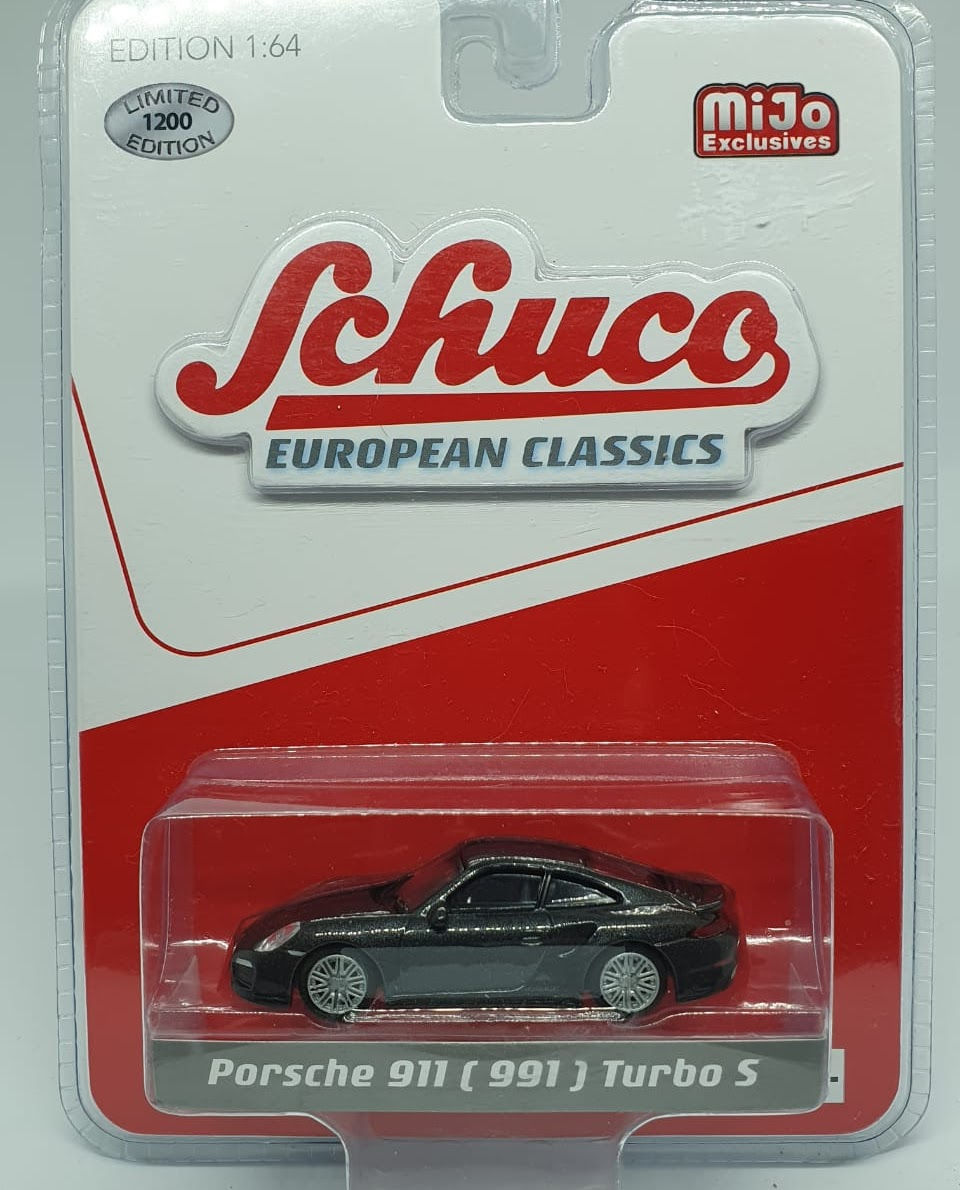 EDITION 1:64
LIMITED
1200
EDITION
MiJo
Exclusives
Schuco
EUROPEAN CLASSICS
Porsche 911 ( 991 ) Turbo S